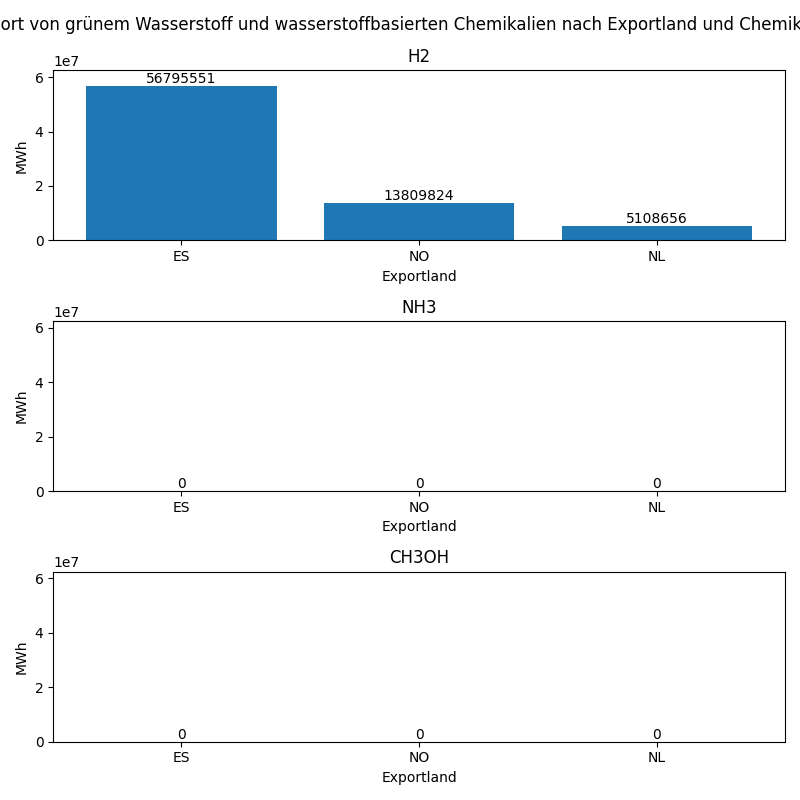 ort von grünem Wasserstoff und wasserstoffbasierten Chemikalien nach Exportland und Chemik
H2
1e7
6
4
2
0
MWh
56795551
13809824
5108656
ES NO NL
Exportland
NH3
1e7
6
4
2
0
MWh
0 0 0
ES NO NL
Exportland
CH3OH
1e7
6
4
2
0
MWh
0 0 0
ES NO NL
Exportland